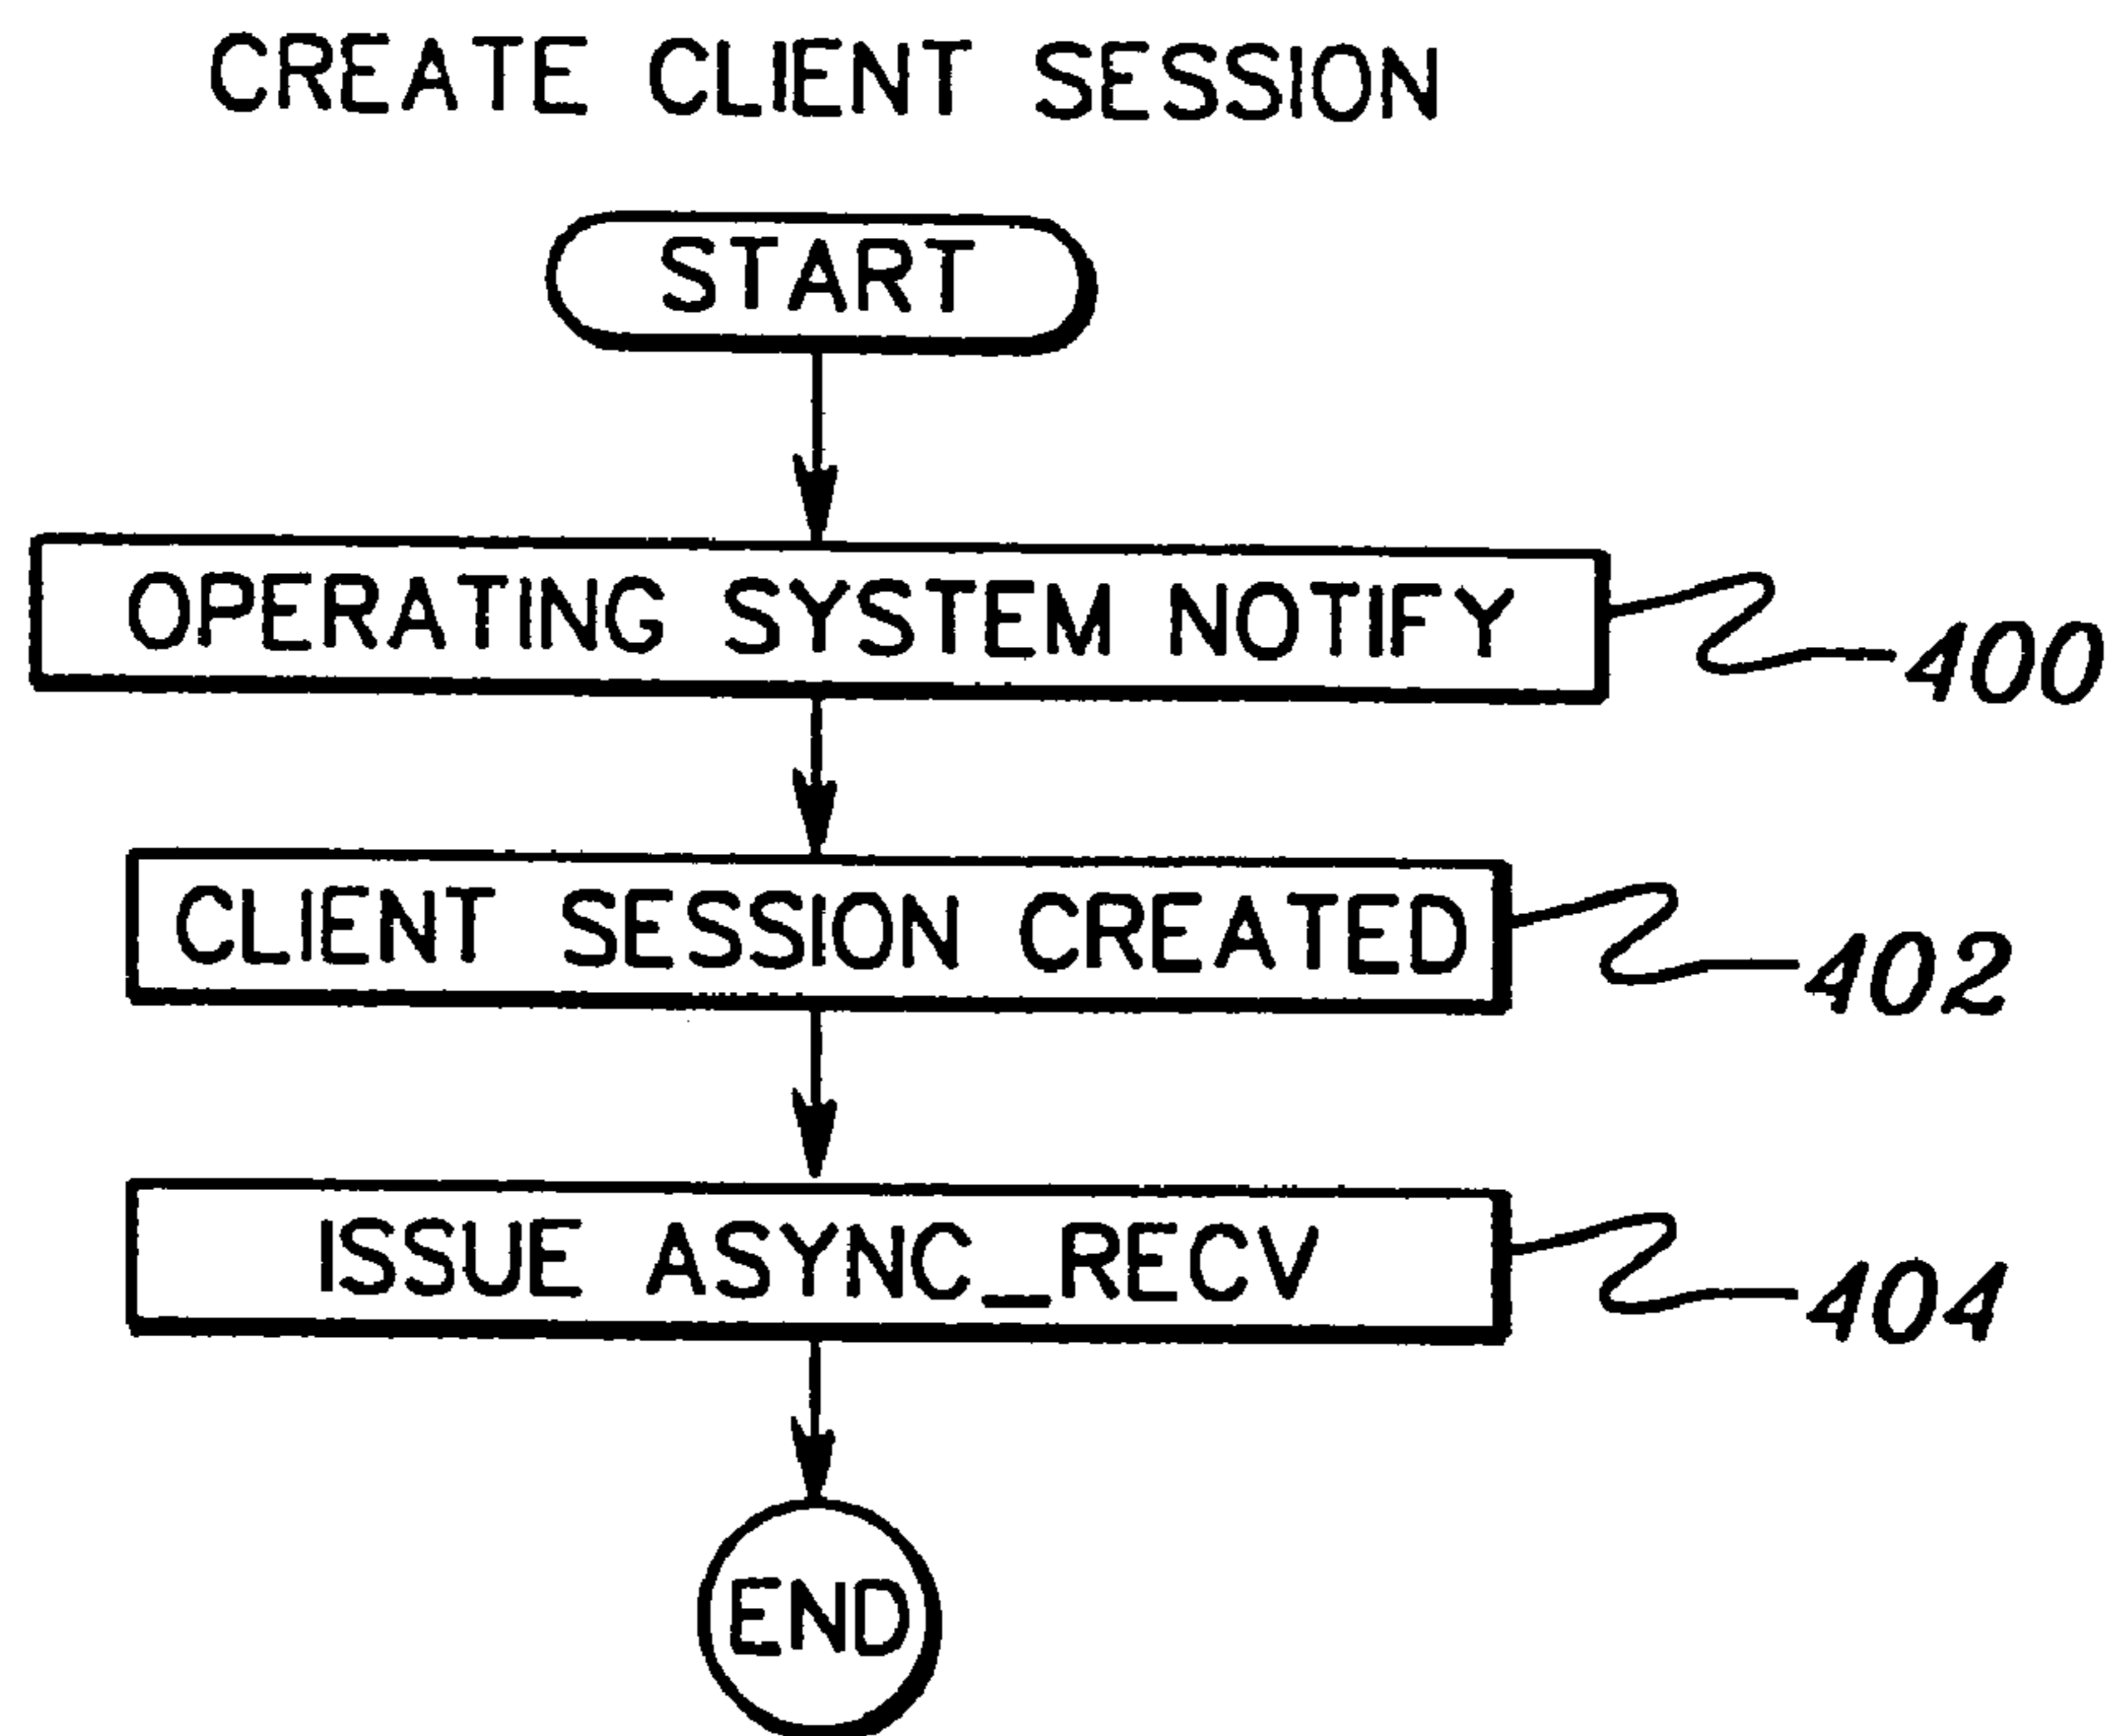 CREATE CLIENT SESSION
START
OPERATING SYSTEM NOTIFY
400
CLIENT SESSION CREATED
402
ISSUE ASYNC_RECV
404
END